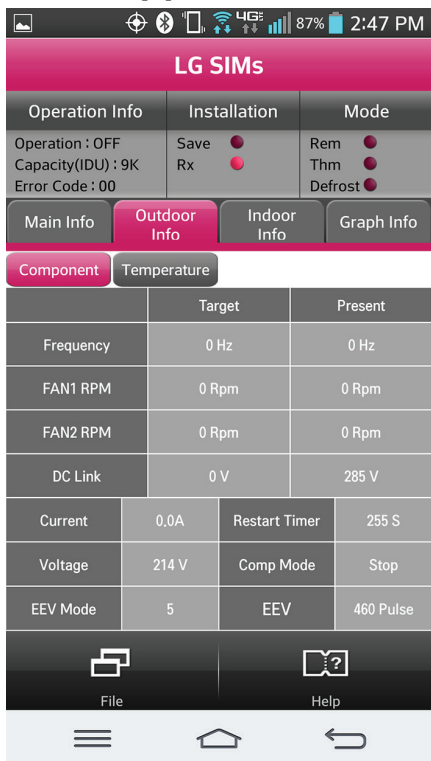 4G 87% 2:47 PM
LG SIMs
Operation Info Installation Mode
Operation : OFF Save Rem
Capacity(IDU) : 9K Rx Thm
Error Code : 00 Defrost
Main Info Outdoor Info Indoor Info Graph Info
Component Temperature
Target Present
Frequency 0 Hz 0 Hz
FAN1 RPM 0 Rpm 0 Rpm
FAN2 RPM 0 Rpm 0 Rpm
DC Link 0 V 285 V
Current 0.0A Restart Timer 255 S
Voltage 214 V Comp Mode Stop
EEV Mode 5 EEV 460 Pulse
File Help